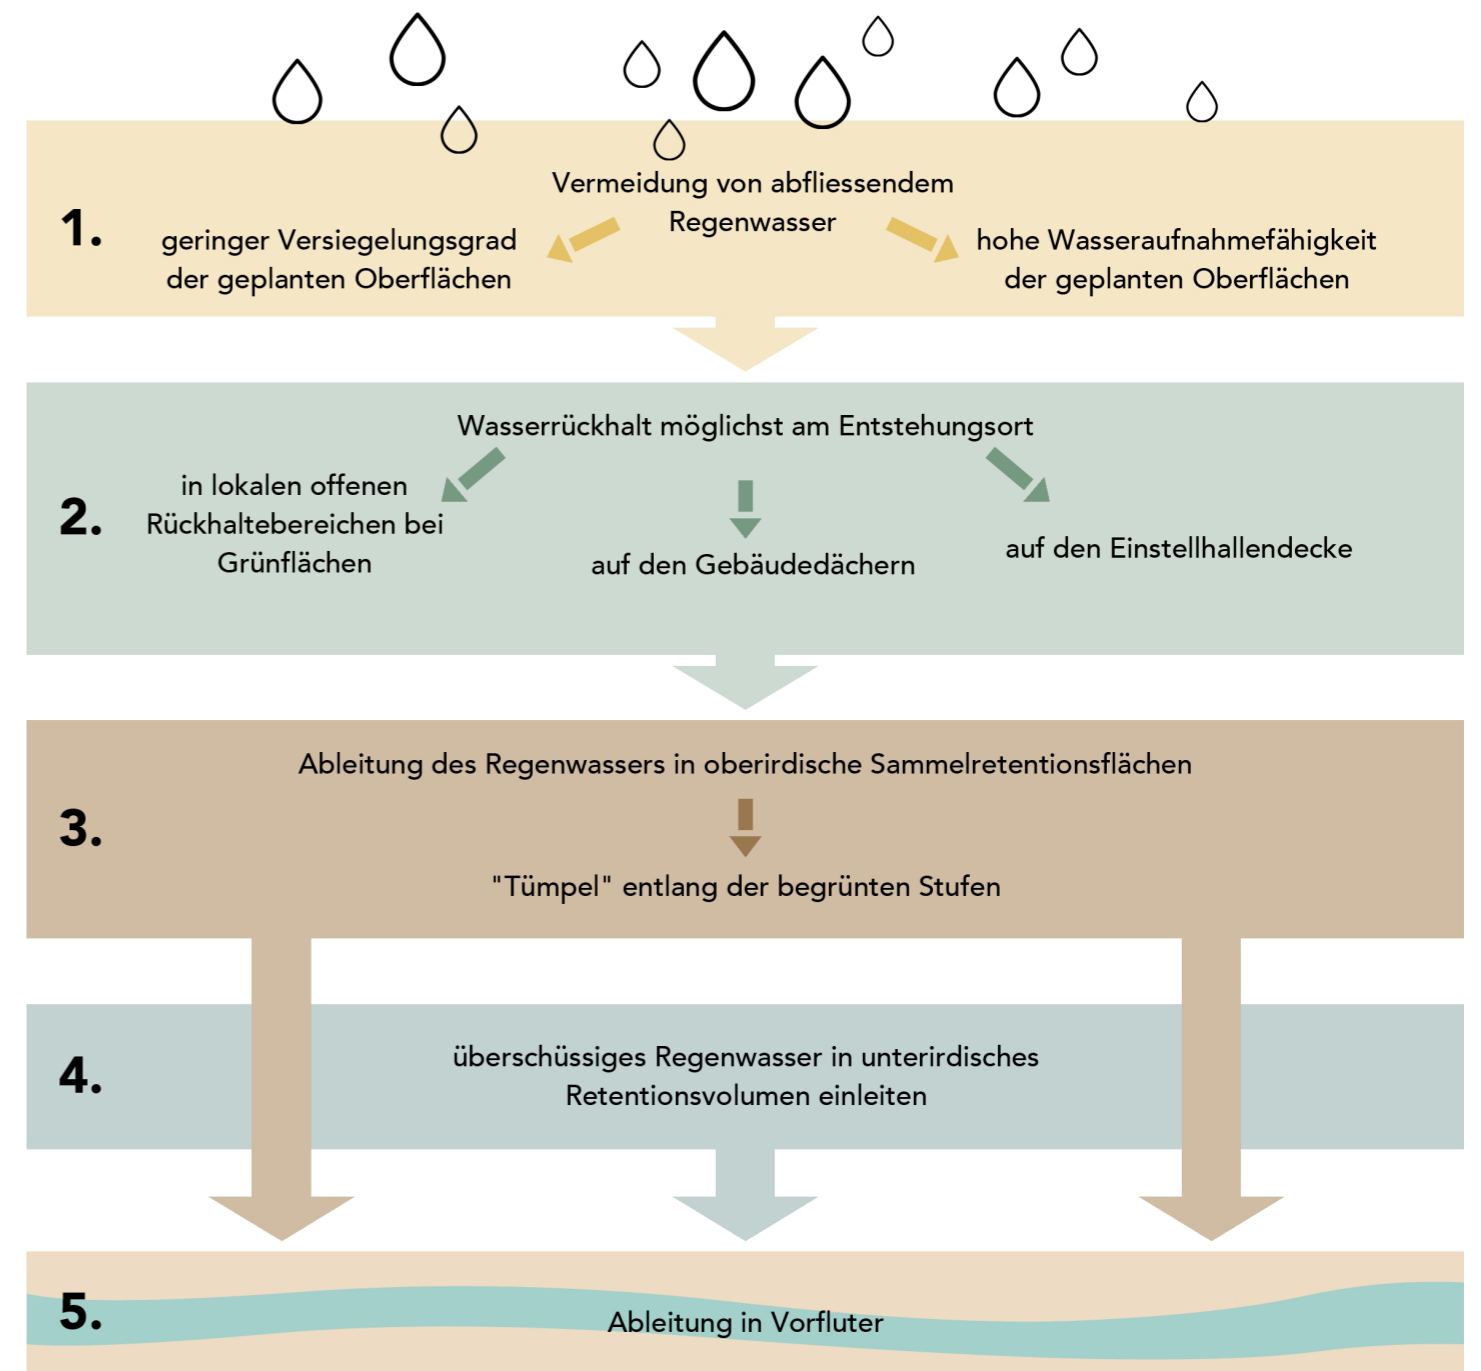 1.
Vermeidung von abfliessendem
Regenwasser
geringer Versiegelungsgrad
der geplanten Oberflächen
hohe Wasseraufnahmefähigkeit
der geplanten Oberflächen
2.
Wasserrückhalt möglichst am Entstehungsort
in lokalen offenen
Rückhaltebereichen bei
Grünflächen
auf den Gebäudedächern
auf den Einstellhallendecke
3.
Ableitung des Regenwassers in oberirdische Sammelretentionsflächen
"Tümpel" entlang der begrünten Stufen
4.
überschüssiges Regenwasser in unterirdisches
Retentionsvolumen einleiten
5.
Ableitung in Vorfluter